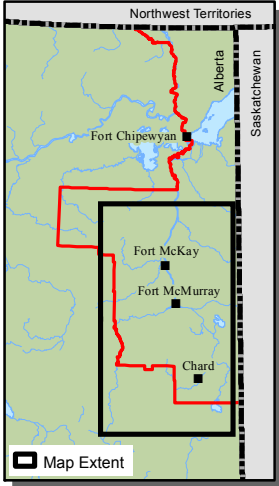 Northwest Territories
Alberta
Saskatchewan
Fort Chipewyan
Fort McKay
Fort McMurray
Chard
Map Extent